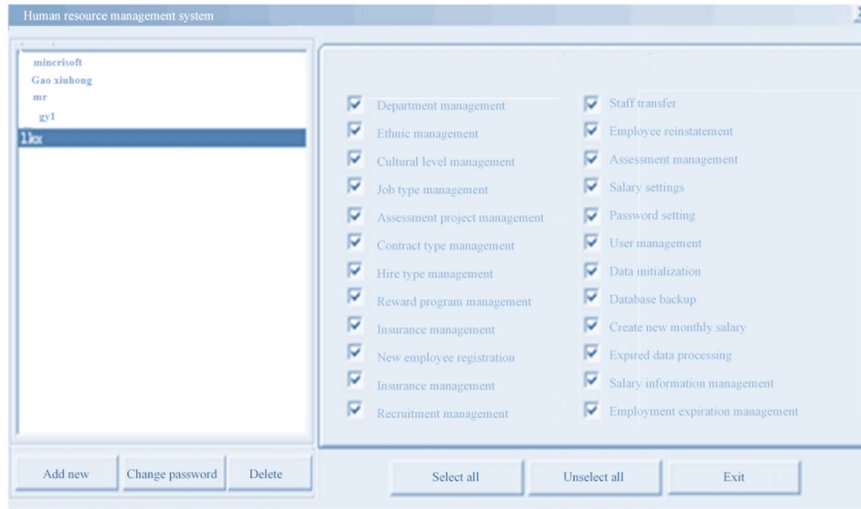 Human resource management system
mincrisoft
Gao xiuhong
mr
gy1
lkx
Department management
Ethnic management
Cultural level management
Job type management
Assessment project management
Contract type management
Hire type management
Reward program management
Insurance management
New employee registration
Insurance management
Recruitment management
Staff transfer
Employee reinstatement
Assessment management
Salary settings
Password setting
User management
Data initialization
Database backup
Create new monthly salary
Expired data processing
Salary information management
Employment expiration management
Add new
Change password
Delete
Select all
Unselect all
Exit